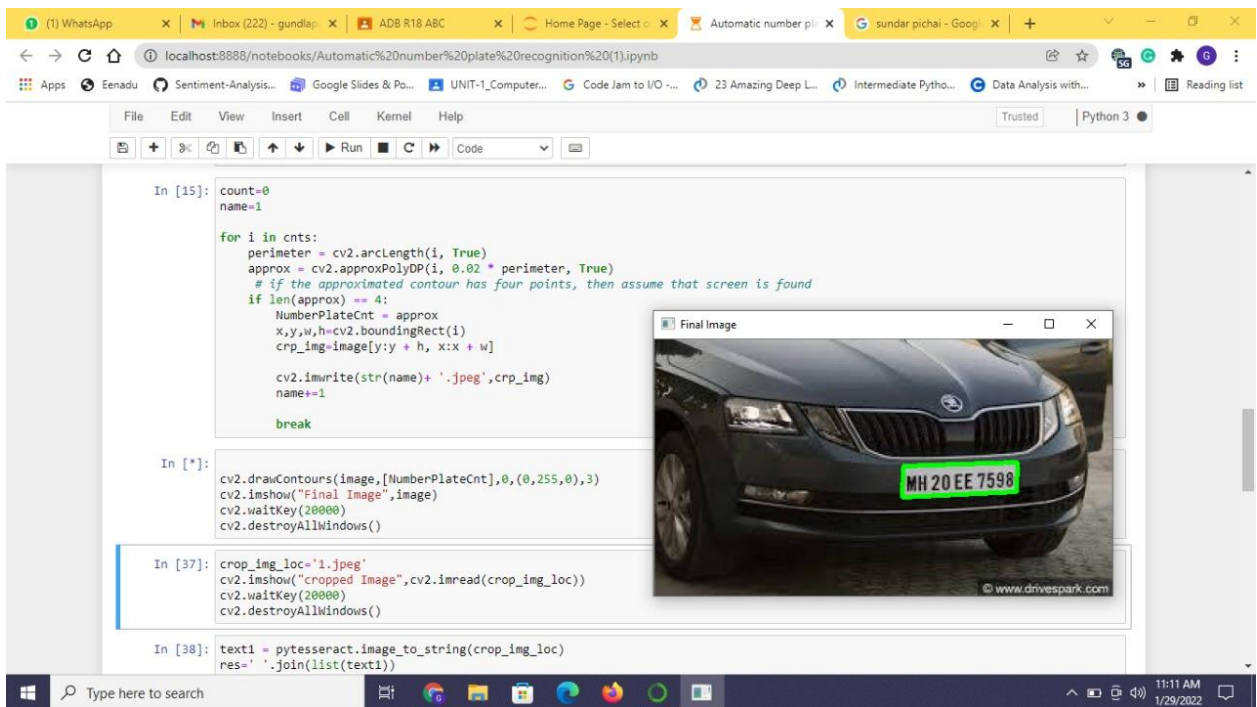 (1) WhatsApp
Inbox (222) - gundlap
ADB R18 ABC
Home Page - Select o
Automatic number pl
sundar pichai - Googl
localhost:8888/notebooks/Automatic%20number%20plate%20recognition%20(1).ipynb
SG
G
Apps
Eenadu
Sentiment-Analysis...
Google Slides & Po...
UNIT-1_Computer...
Code Jam to I/O -...
23 Amazing Deep L...
Intermediate Pytho...
Data Analysis with...
»
Reading list
File Edit View Insert Cell Kernel Help
Trusted
Python 3
Run
Code
In [15]: count=0
name=1
for i in cnts:
perimeter = cv2.arcLength(i, True)
approx = cv2.approxPolyDP(i, 0.02 * perimeter, True)
# if the approximated contour has four points, then assume that screen is found
if len(approx) == 4:
NumberPlateCnt = approx
x,y,w,h=cv2.boundingRect(i)
crp_img=image[y:y + h, x:x + w]
cv2.imwrite(str(name)+ '.jpeg',crp_img)
name+=1
break
Final Image
MH 20 EE 7598
© www.drivespark.com
In [*]:
cv2.drawContours(image,[NumberPlateCnt],0,(0,255,0),3)
cv2.imshow("Final Image",image)
cv2.waitKey(20000)
cv2.destroyAllWindows()
In [37]: crop_img_loc='1.jpeg'
cv2.imshow("cropped Image",cv2.imread(crop_img_loc))
cv2.waitKey(20000)
cv2.destroyAllWindows()
In [38]: text1 = pytesseract.image_to_string(crop_img_loc)
res=' '.join(list(text1))
Type here to search
11:11 AM
1/29/2022